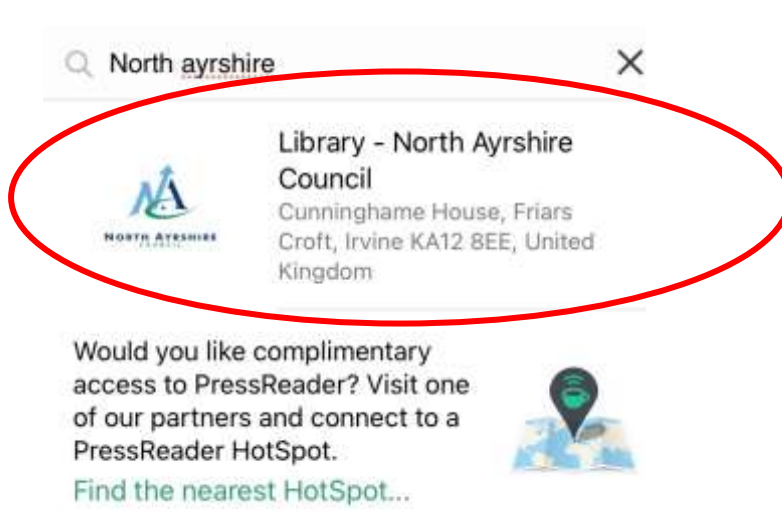 North ayrshire
Library - North Ayrshire
Council
Cunninghame House, Friars
Croft, Irvine KA12 8EE, United
Kingdom
NORTH AYRSHIRE
Would you like complimentary
access to PressReader? Visit one
of our partners and connect to a
PressReader HotSpot.
Find the nearest HotSpot...